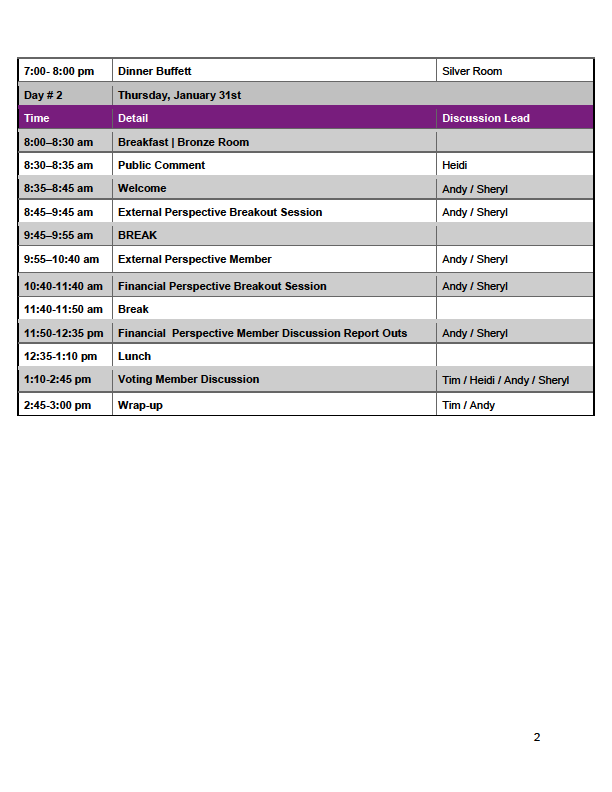 7:00- 8:00 pm Dinner Buffett Silver Room
Day # 2 Thursday, January 31st
Time Detail Discussion Lead
8:00–8:30 am Breakfast | Bronze Room
8:30–8:35 am Public Comment Heidi
8:35–8:45 am Welcome Andy / Sheryl
8:45–9:45 am External Perspective Breakout Session Andy / Sheryl
9:45–9:55 am BREAK
9:55–10:40 am External Perspective Member Andy / Sheryl
10:40-11:40 am Financial Perspective Breakout Session Andy / Sheryl
11:40-11:50 am Break
11:50-12:35 pm Financial  Perspective Member Discussion Report Outs Andy / Sheryl
12:35-1:10 pm Lunch
1:10-2:45 pm Voting Member Discussion Tim / Heidi / Andy / Sheryl
2:45-3:00 pm Wrap-up Tim / Andy
2